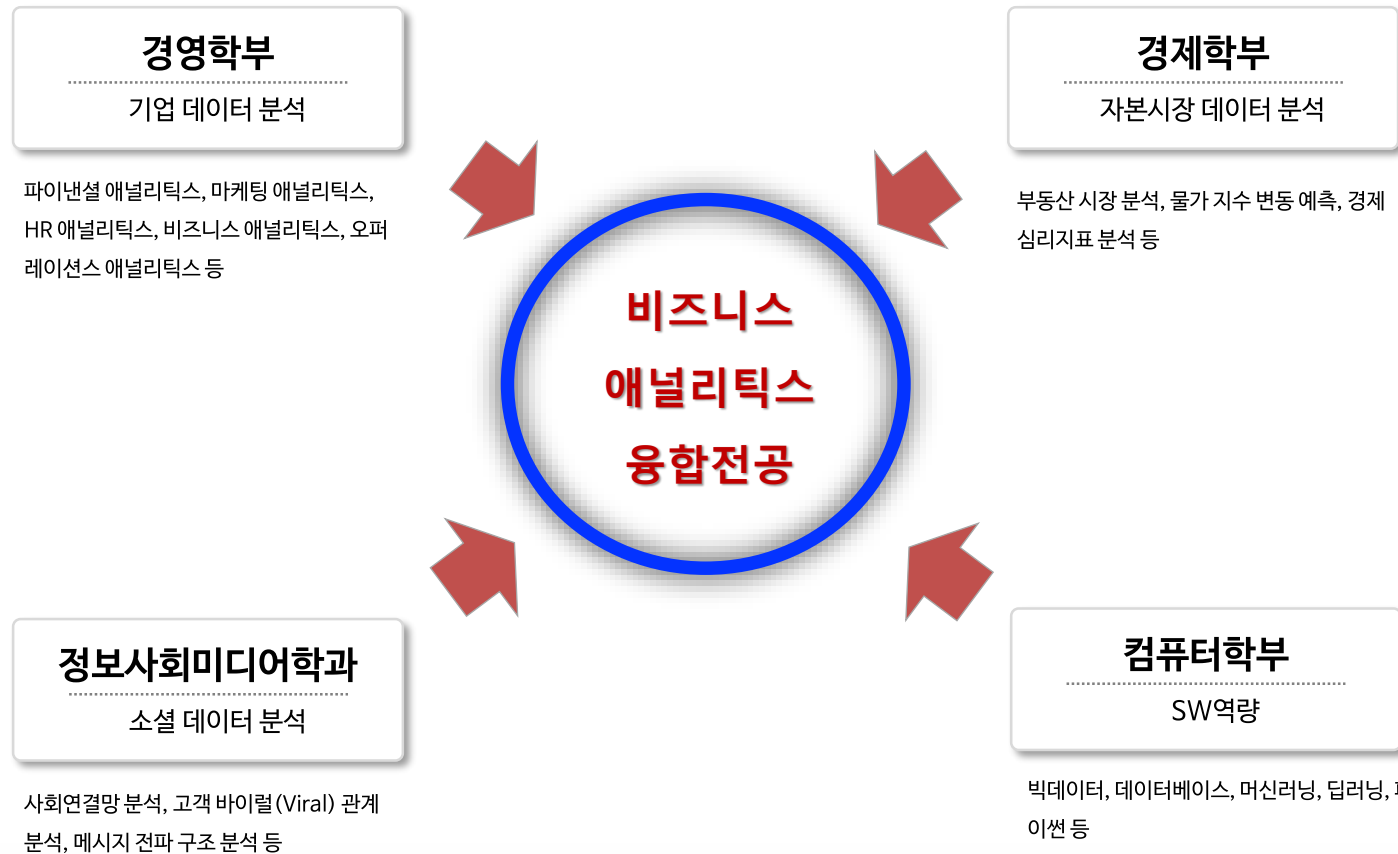 경영학부
기업 데이터 분석
파이낸셜 애널리틱스, 마케팅 애널리틱스,
HR 애널리틱스, 비즈니스 애널리틱스, 오퍼
레이션스 애널리틱스 등
경제학부
자본시장 데이터 분석
부동산 시장 분석, 물가 지수 변동 예측, 경제
심리지표 분석 등
비즈니스
애널리틱스
융합전공
정보사회미디어학과
소셜 데이터 분석
사회연결망 분석, 고객 바이럴(Viral) 관계
분석, 메시지 전파 구조 분석 등
컴퓨터학부
SW역량
빅데이터, 데이터베이스, 머신러닝, 딥러닝,
이썬 등